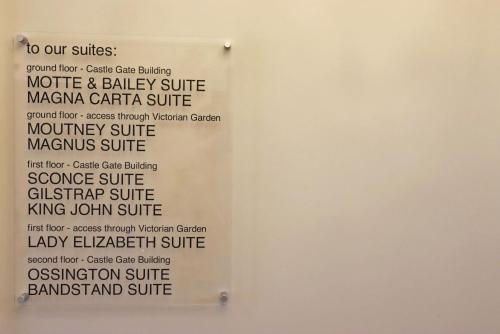 to our suites:
ground floor - Castle Gate Building
MOTTE & BAILEY SUITE
MAGNA CARTA SUITE
ground floor - access through Victorian Garden
MOUTNEY SUITE
MAGNUS SUITE
first floor - Castle Gate Building
SCONCE SUITE
GILSTRAP SUITE
KING JOHN SUITE
first floor - access through Victorian Garden
LADY ELIZABETH SUITE
second floor - Castle Gate Building
OSSINGTON SUITE
BANDSTAND SUITE